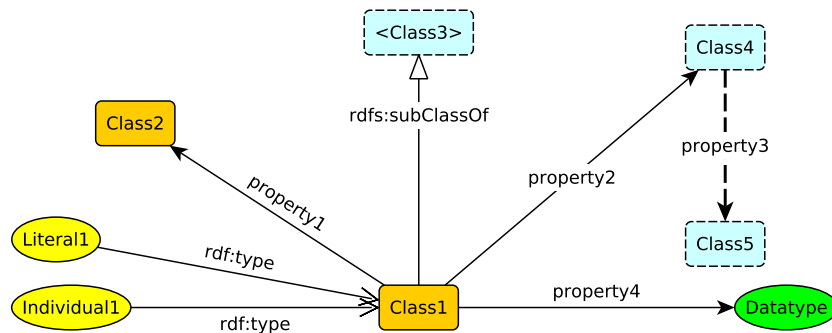 <Class3>
Class4
rdfs:subClassOf
Class2
property3
property2
property1
Literal1
rdf:type
Class5
Individual1
rdf:type
Class1
property4
Datatype